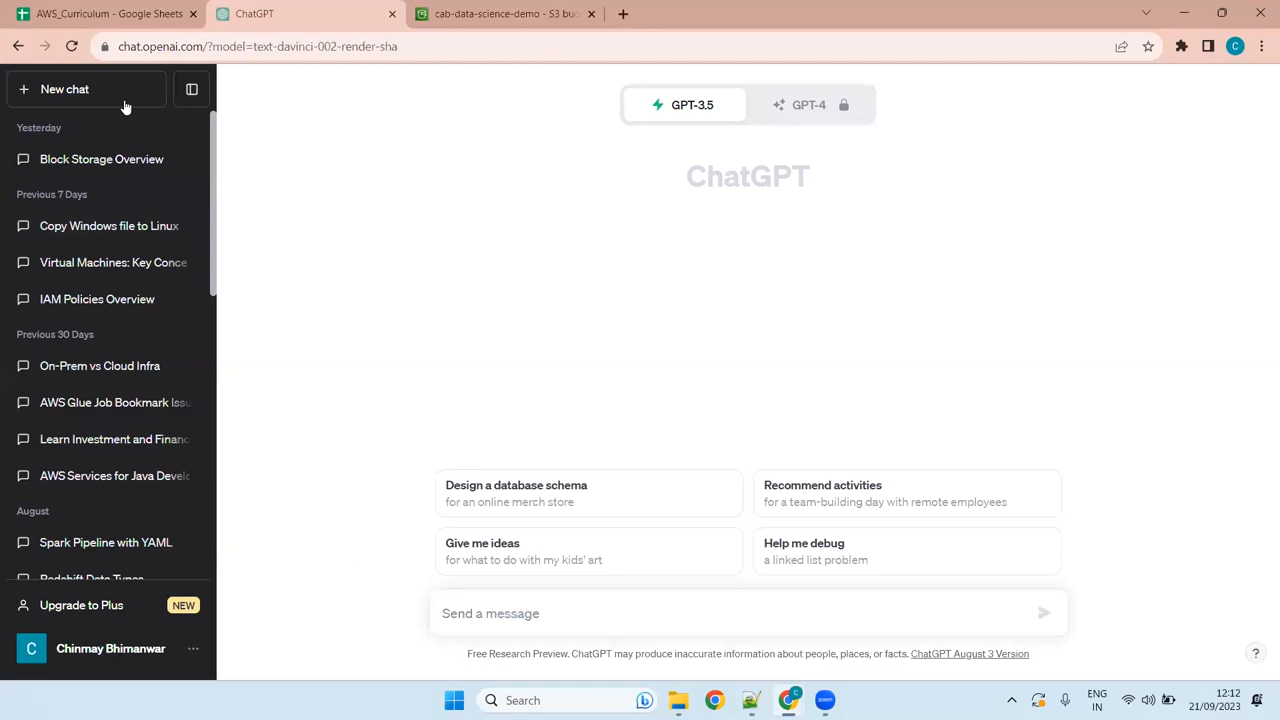 AWS_Curriculum - Google Sheets
ChatGPT
cab-data-science-demo - S3 buc
chat.openai.com/?model=text-davinci-002-render-sha
C
New chat
Yesterday
Block Storage Overview
Previous 7 Days
Copy Windows file to Linux
Virtual Machines: Key Conce
IAM Policies Overview
Previous 30 Days
On-Prem vs Cloud Infra
AWS Glue Job Bookmark Issu
Learn Investment and Financ
AWS Services for Java Develo
August
Spark Pipeline with YAML
Redshift Data Types
Upgrade to Plus NEW
C Chinmay Bhimanwar
GPT-3.5 GPT-4
ChatGPT
Design a database schema
for an online merch store
Recommend activities
for a team-building day with remote employees
Give me ideas
for what to do with my kids' art
Help me debug
a linked list problem
Send a message
Free Research Preview. ChatGPT may produce inaccurate information about people, places, or facts. ChatGPT August 3 Version
?
Search
ENG
IN
12:12
21/09/2023